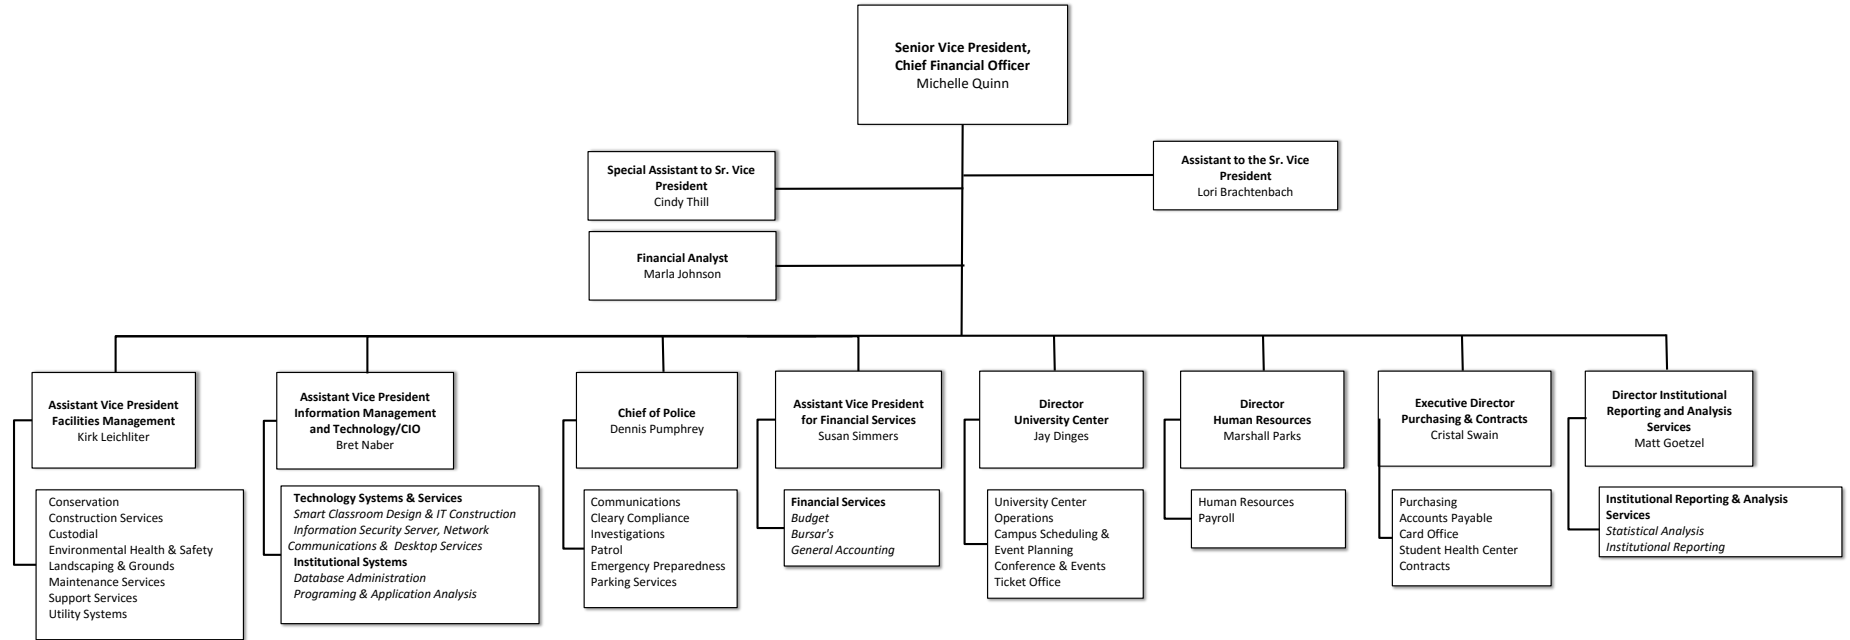 Senior Vice President,
Chief Financial Officer
Michelle Quinn
Special Assistant to Sr. Vice
President
Cindy Thill
Assistant to the Sr. Vice
President
Lori Brachtenbach
Financial Analyst
Marla Johnson
Assistant Vice President
Facilities Management
Kirk Leichliter
Conservation
Construction Services
Custodial
Environmental Health & Safety
Landscaping & Grounds
Maintenance Services
Support Services
Utility Systems
Assistant Vice President
Information Management
and Technology/CIO
Bret Naber
Technology Systems & Services
Smart Classroom Design & IT Construction
Information Security Server, Network
Communications & Desktop Services
Institutional Systems
Database Administration
Programing & Application Analysis
Chief of Police
Dennis Pumphrey
Communications
Cleary Compliance
Investigations
Patrol
Emergency Preparedness
Parking Services
Assistant Vice President
for Financial Services
Susan Simmers
Financial Services
Budget
Bursar's
General Accounting
Director
University Center
Jay Dinges
University Center
Operations
Campus Scheduling &
Event Planning
Conference & Events
Ticket Office
Director
Human Resources
Marshall Parks
Human Resources
Payroll
Executive Director
Purchasing & Contracts
Cristal Swain
Purchasing
Accounts Payable
Card Office
Student Health Center
Contracts
Director Institutional
Reporting and Analysis
Services
Matt Goetzel
Institutional Reporting & Analysis
Services
Statistical Analysis
Institutional Reporting